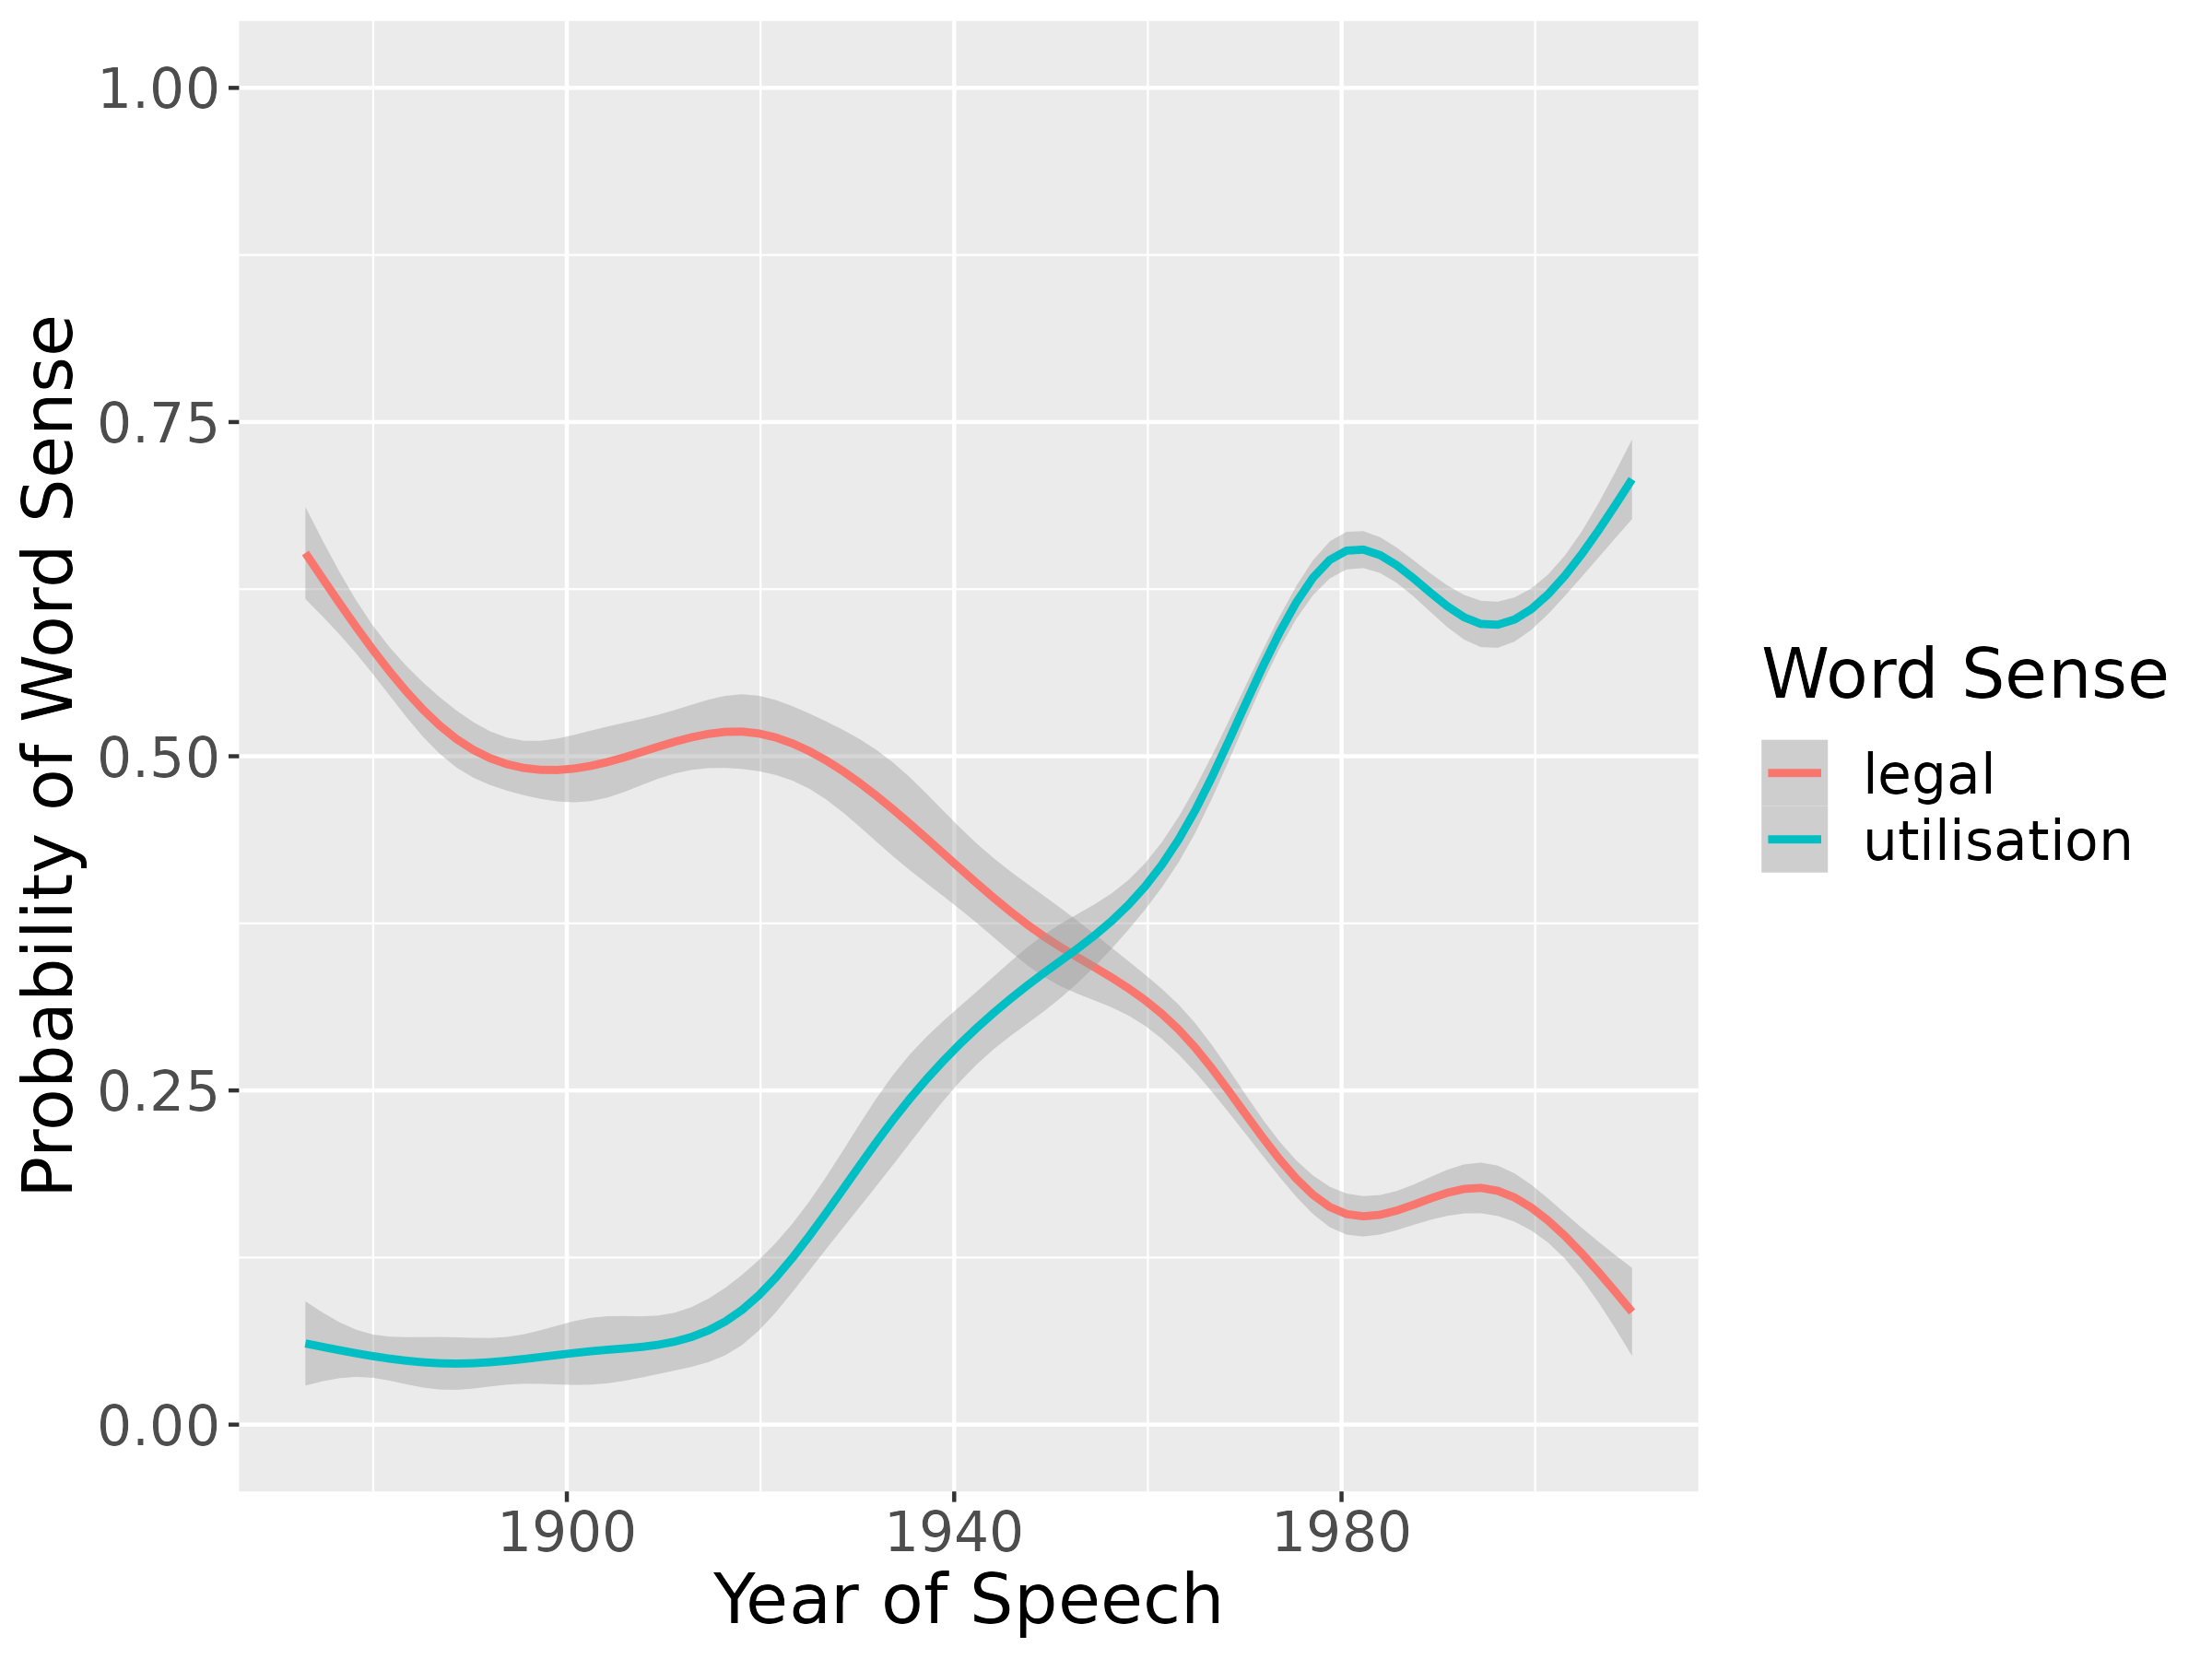 Probability of Word Sense
1.00
0.75
0.50
0.25
0.00
1900 1940 1980
Year of Speech
Word Sense
legal
utilisation